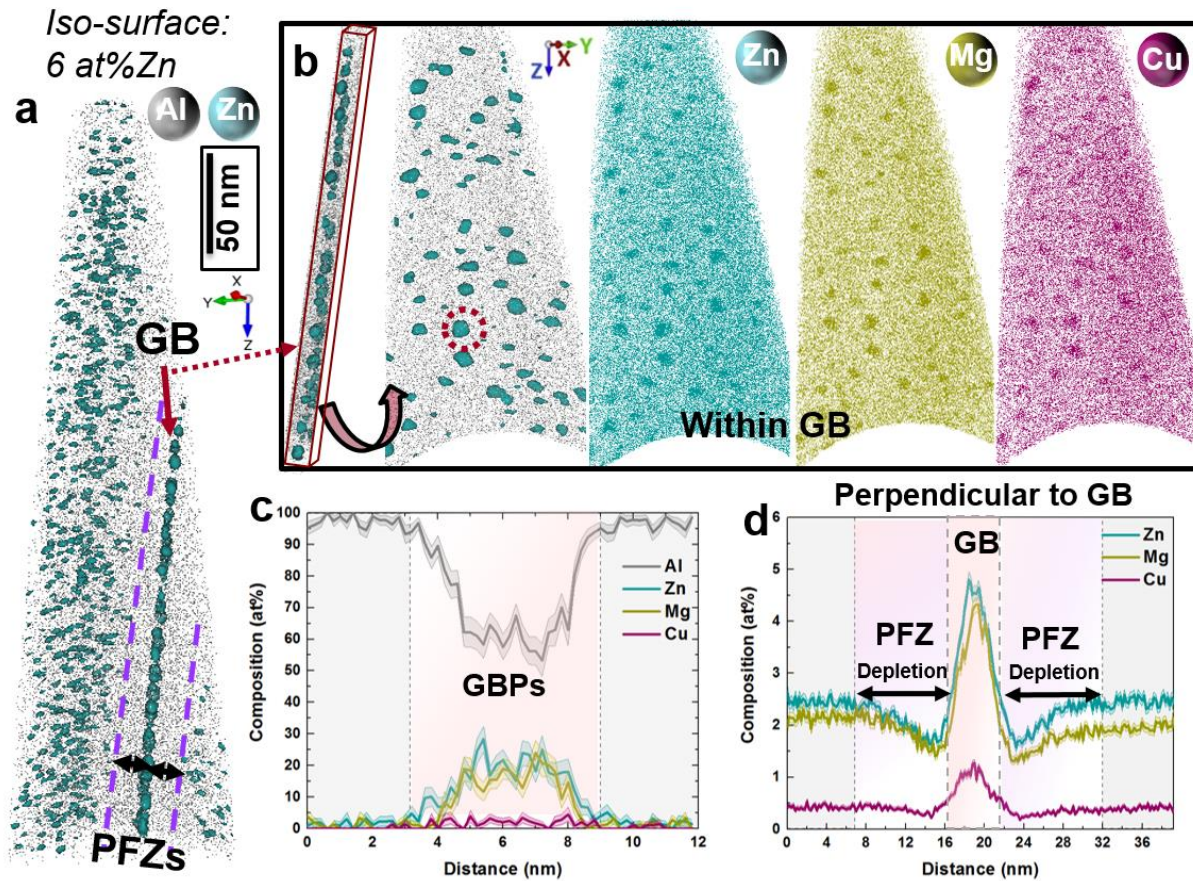 Iso-surface:
6 at%Zn
a
Al
Zn
50 nm
X
Y
Z
GB
PFZs
b
Y
X
Z
Zn
Mg
Cu
Within GB
c
100
90
80
70
60
50
40
30
20
10
0
Composition (at%)
Al
Zn
Mg
Cu
GBPs
0 2 4 6 8 10 12
Distance (nm)
Perpendicular to GB
d
6
5
4
3
2
1
0
Composition (at%)
GB
Zn
Mg
Cu
PFZ
Depletion
PFZ
Depletion
0 4 8 12 16 20 24 28 32 36
Distance (nm)